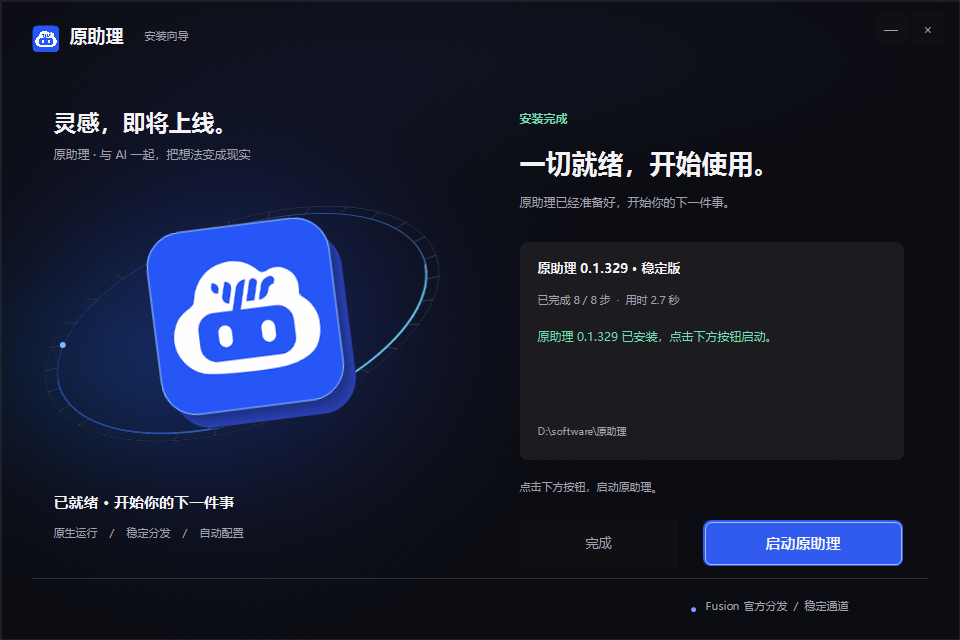 原助理 安装向导
灵感，即将上线。
原助理 · 与 AI 一起，把想法变成现实
已就绪 • 开始你的下一件事
原生运行 / 稳定分发 / 自动配置
安装完成
一切就绪，开始使用。
原助理已经准备好，开始你的下一件事。
原助理 0.1.329 • 稳定版
已完成 8 / 8 步 · 用时 2.7 秒
原助理 0.1.329 已安装，点击下方按钮启动。
D:\software\原助理
点击下方按钮，启动原助理。
完成
启动原助理
Fusion 官方分发 / 稳定通道